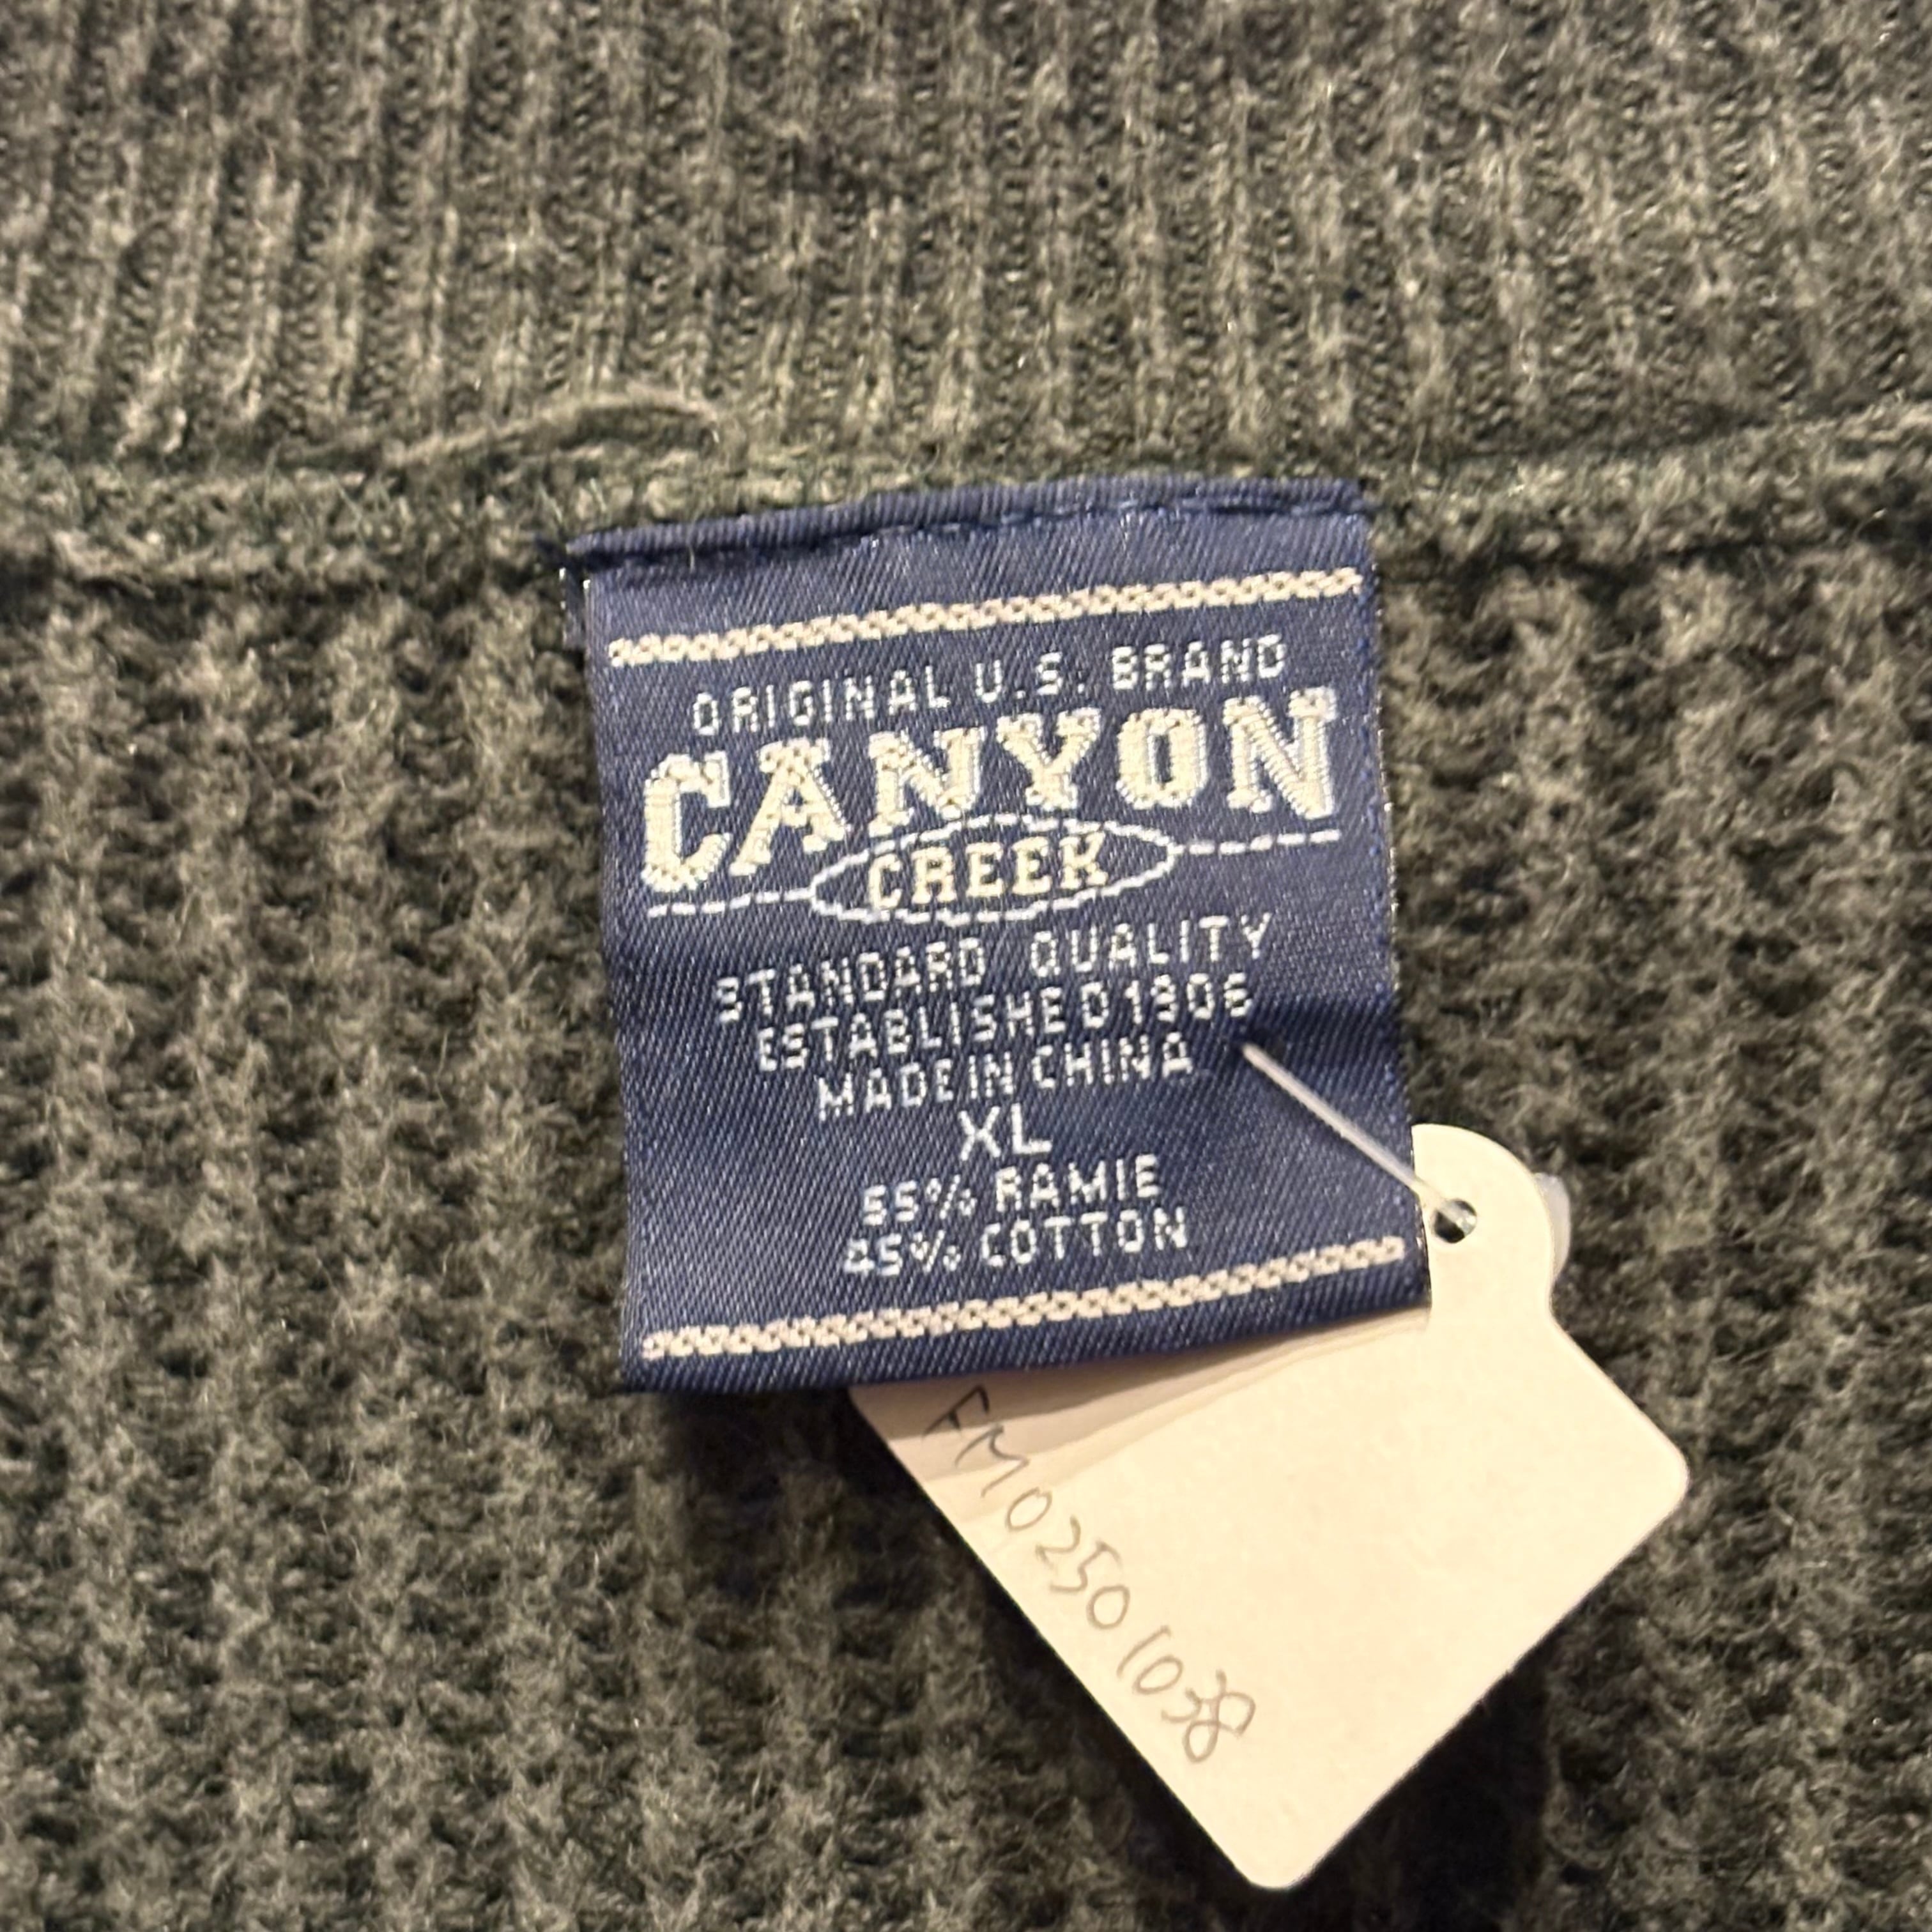 ORIGINAL U.S. BRAND
CANYON
CREEK
STANDARD QUALITY
ESTABLISHED 1906
MADE IN CHINA
XL
55% RAMIE
45% COTTON
FM02501038